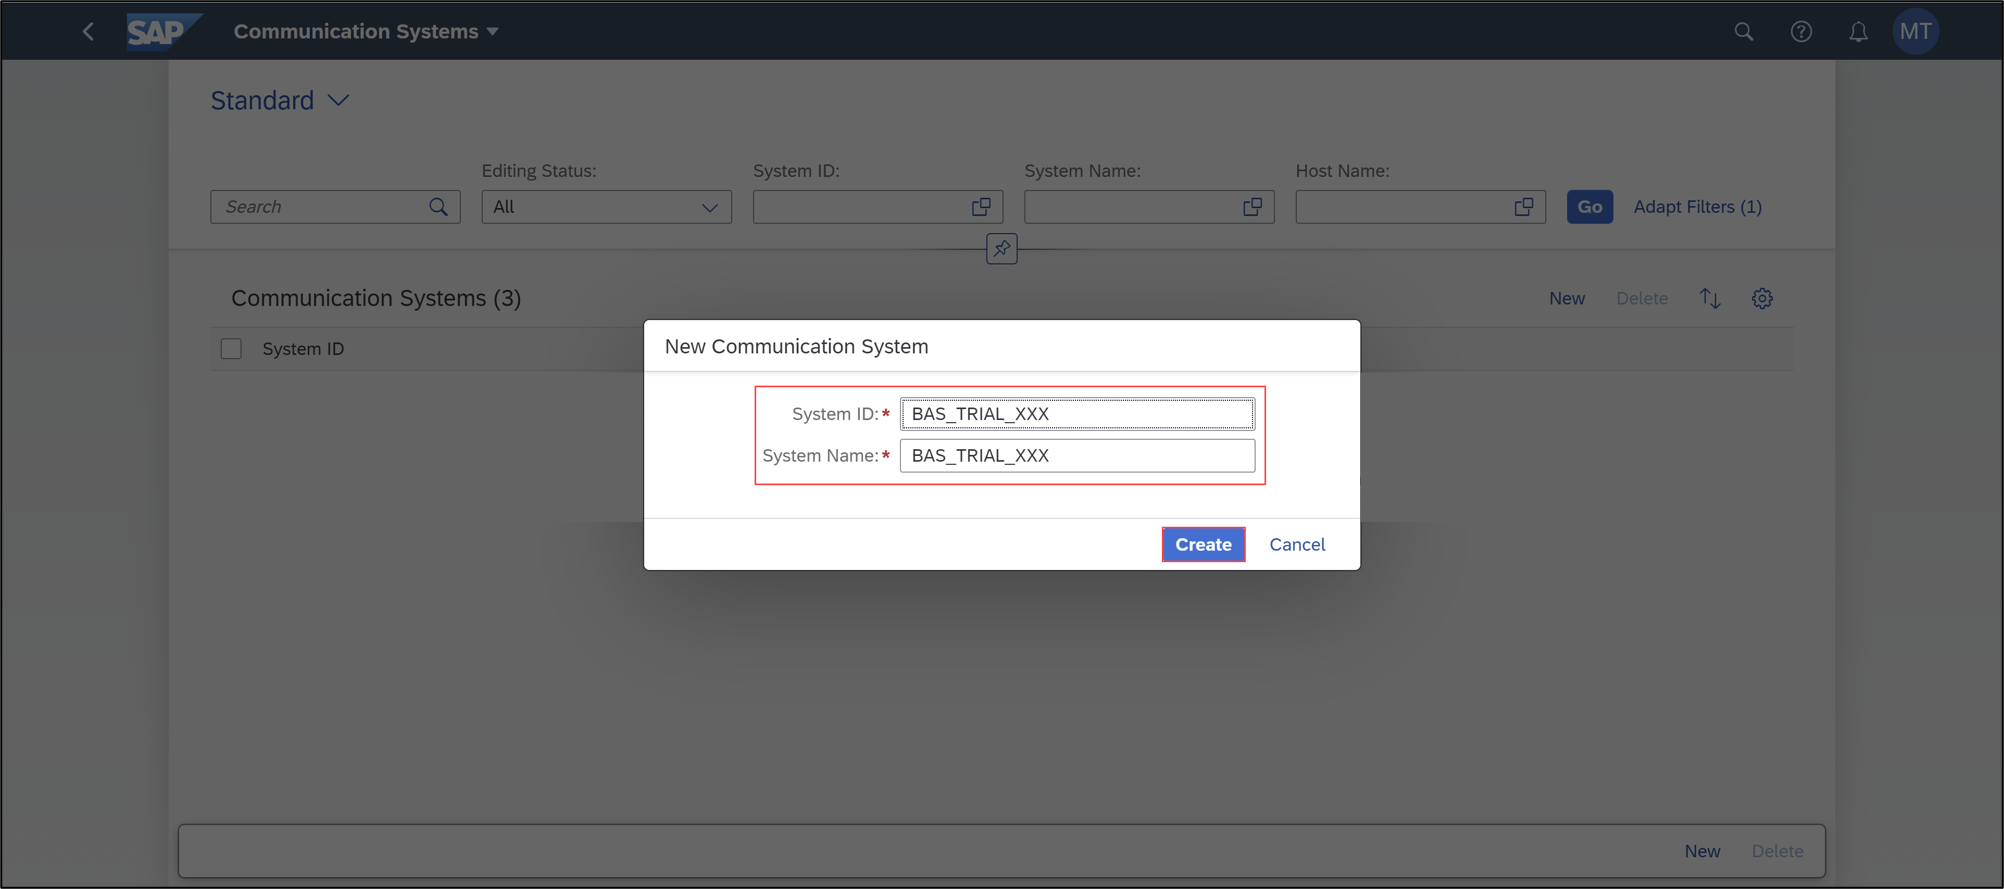 SAP Communication Systems MT
Standard
Editing Status: System ID: System Name: Host Name:
Search All Go Adapt Filters (1)
Communication Systems (3) New Delete
System ID
New Communication System
System ID:* BAS_TRIAL_XXX
System Name:* BAS_TRIAL_XXX
Create Cancel
New Delete